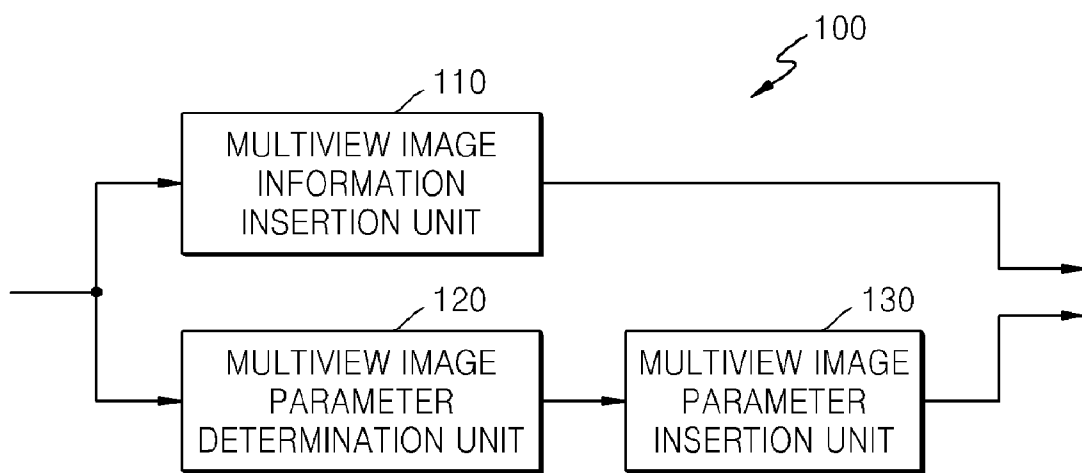 100
110
MULTIVIEW IMAGE
INFORMATION
INSERTION UNIT
120
MULTIVIEW IMAGE
PARAMETER
DETERMINATION UNIT
130
MULTIVIEW IMAGE
PARAMETER
INSERTION UNIT